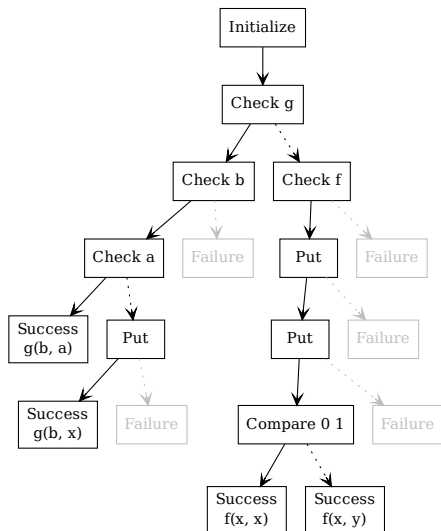 Initialize
Check g
Check b
Check f
Check a
Failure
Put
Failure
Success
g(b, a)
Put
Put
Failure
Success
g(b, x)
Failure
Compare 0 1
Failure
Success
f(x, x)
Success
f(x, y)